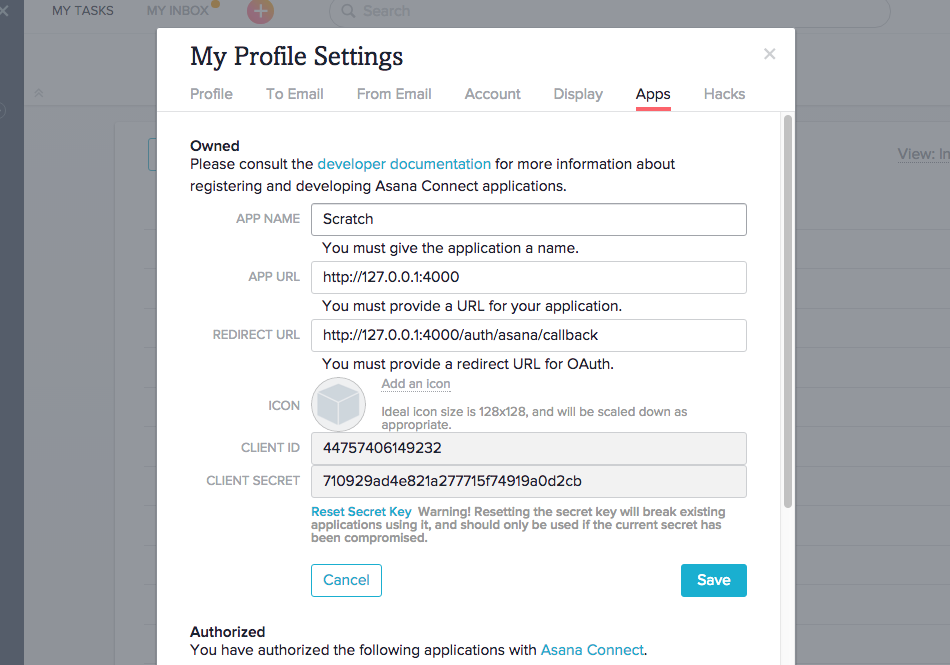 MY TASKS MY INBOX Search
My Profile Settings
Profile To Email From Email Account Display Apps Hacks
View: In
Owned
Please consult the developer documentation for more information about
registering and developing Asana Connect applications.
APP NAME Scratch
You must give the application a name.
APP URL http://127.0.0.1:4000
You must provide a URL for your application.
REDIRECT URL http://127.0.0.1:4000/auth/asana/callback
You must provide a redirect URL for OAuth.
Add an icon
ICON
Ideal icon size is 128x128, and will be scaled down as
appropriate.
CLIENT ID 44757406149232
CLIENT SECRET 710929ad4e821a277715f74919a0d2cb
Reset Secret Key Warning! Resetting the secret key will break existing
applications using it, and should only be used if the current secret has
been compromised.
Cancel Save
Authorized
You have authorized the following applications with Asana Connect.